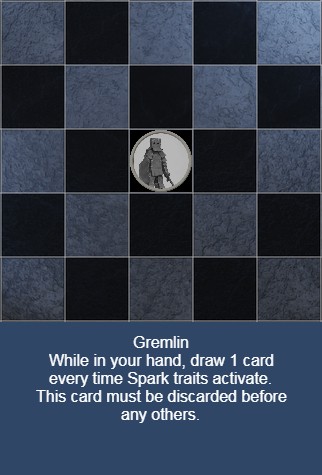 Gremlin
While in your hand, draw 1 card
every time Spark traits activate.
This card must be discarded before
any others.